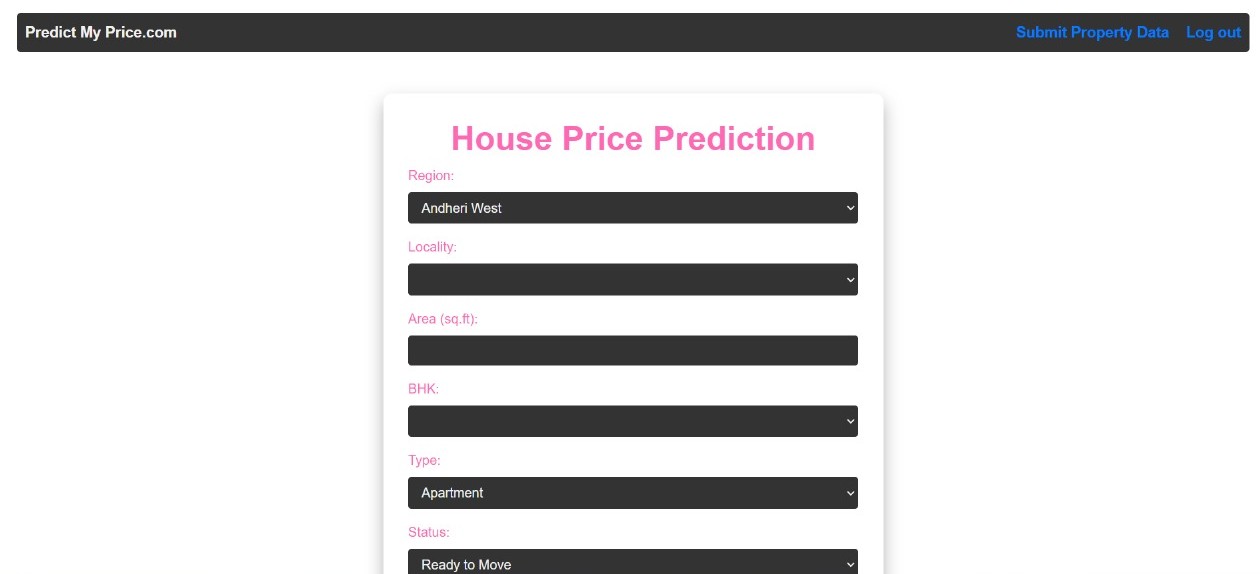 Predict My Price.com Submit Property Data Log out
House Price Prediction
Region:
Andheri West
Locality:
Area (sq.ft):
BHK:
Type:
Apartment
Status:
Ready to Move